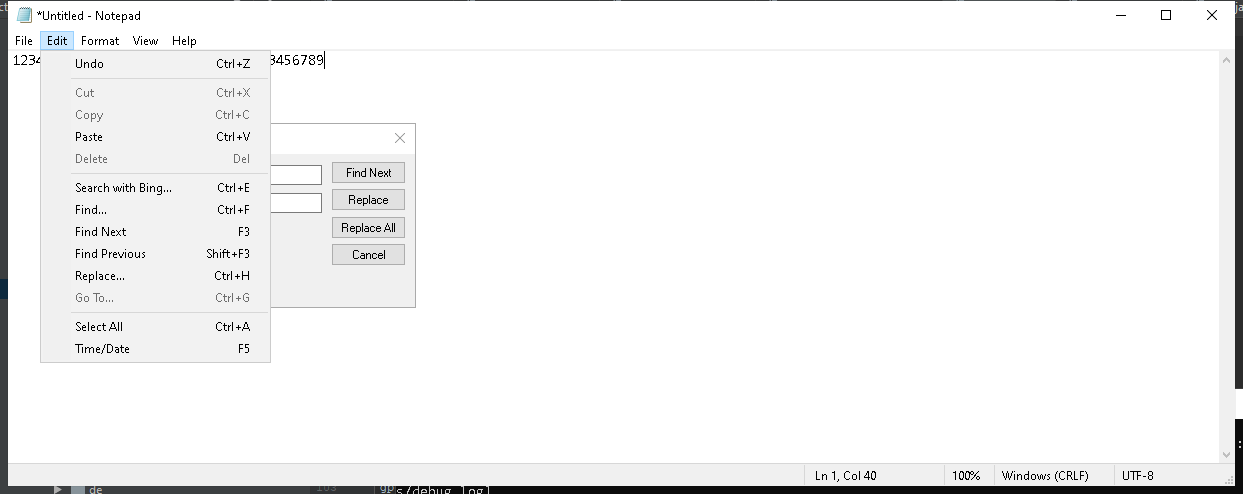 *Untitled - Notepad
File Edit Format View Help
1234
3456789
Undo Ctrl+Z
Cut Ctrl+X
Copy Ctrl+C
Paste Ctrl+V
Delete Del
Search with Bing... Ctrl+E
Find... Ctrl+F
Find Next F3
Find Previous Shift+F3
Replace... Ctrl+H
Go To... Ctrl+G
Select All Ctrl+A
Time/Date F5
Find Next
Replace
Replace All
Cancel
Ln 1, Col 40 100% Windows (CRLF) UTF-8
de